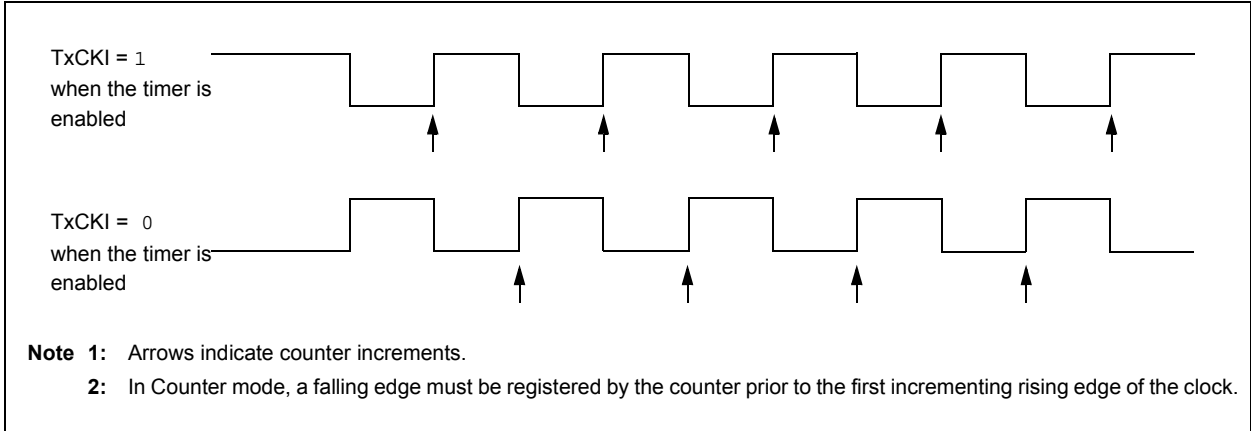 TxCKI = 1
when the timer is
enabled
TxCKI = 0
when the timer is
enabled
Note 1: Arrows indicate counter increments.
2: In Counter mode, a falling edge must be registered by the counter prior to the first incrementing rising edge of the clock.